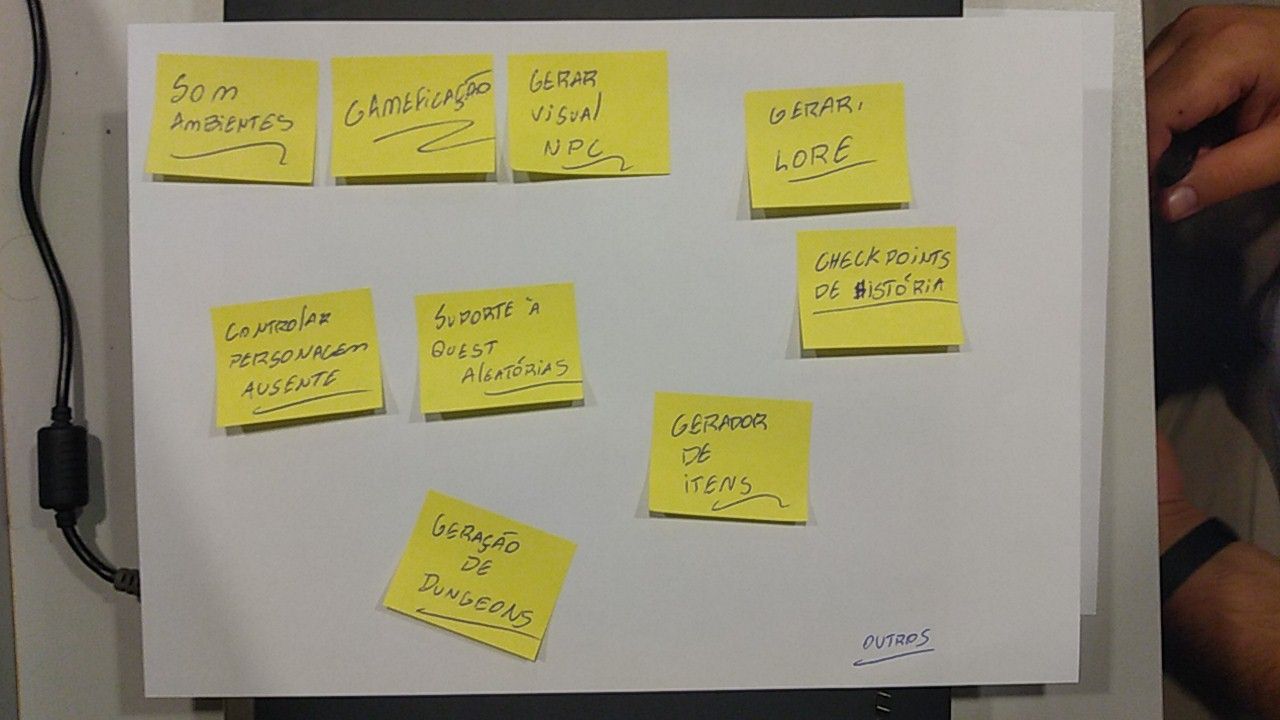 SOM
AMBIENTES
GAMEFICAÇÃO
GERAR
VISUAL
NPC
GERAR.
LORE
CHECKPOINTS
DE HISTÓRIA
CONTROLAR
PERSONAGEM
AUSENTE
SUPORTE À
QUEST
ALEATÓRIAS
GERADOR
DE
ITENS
GERAÇÃO
DE
DUNGEONS
OUTROS